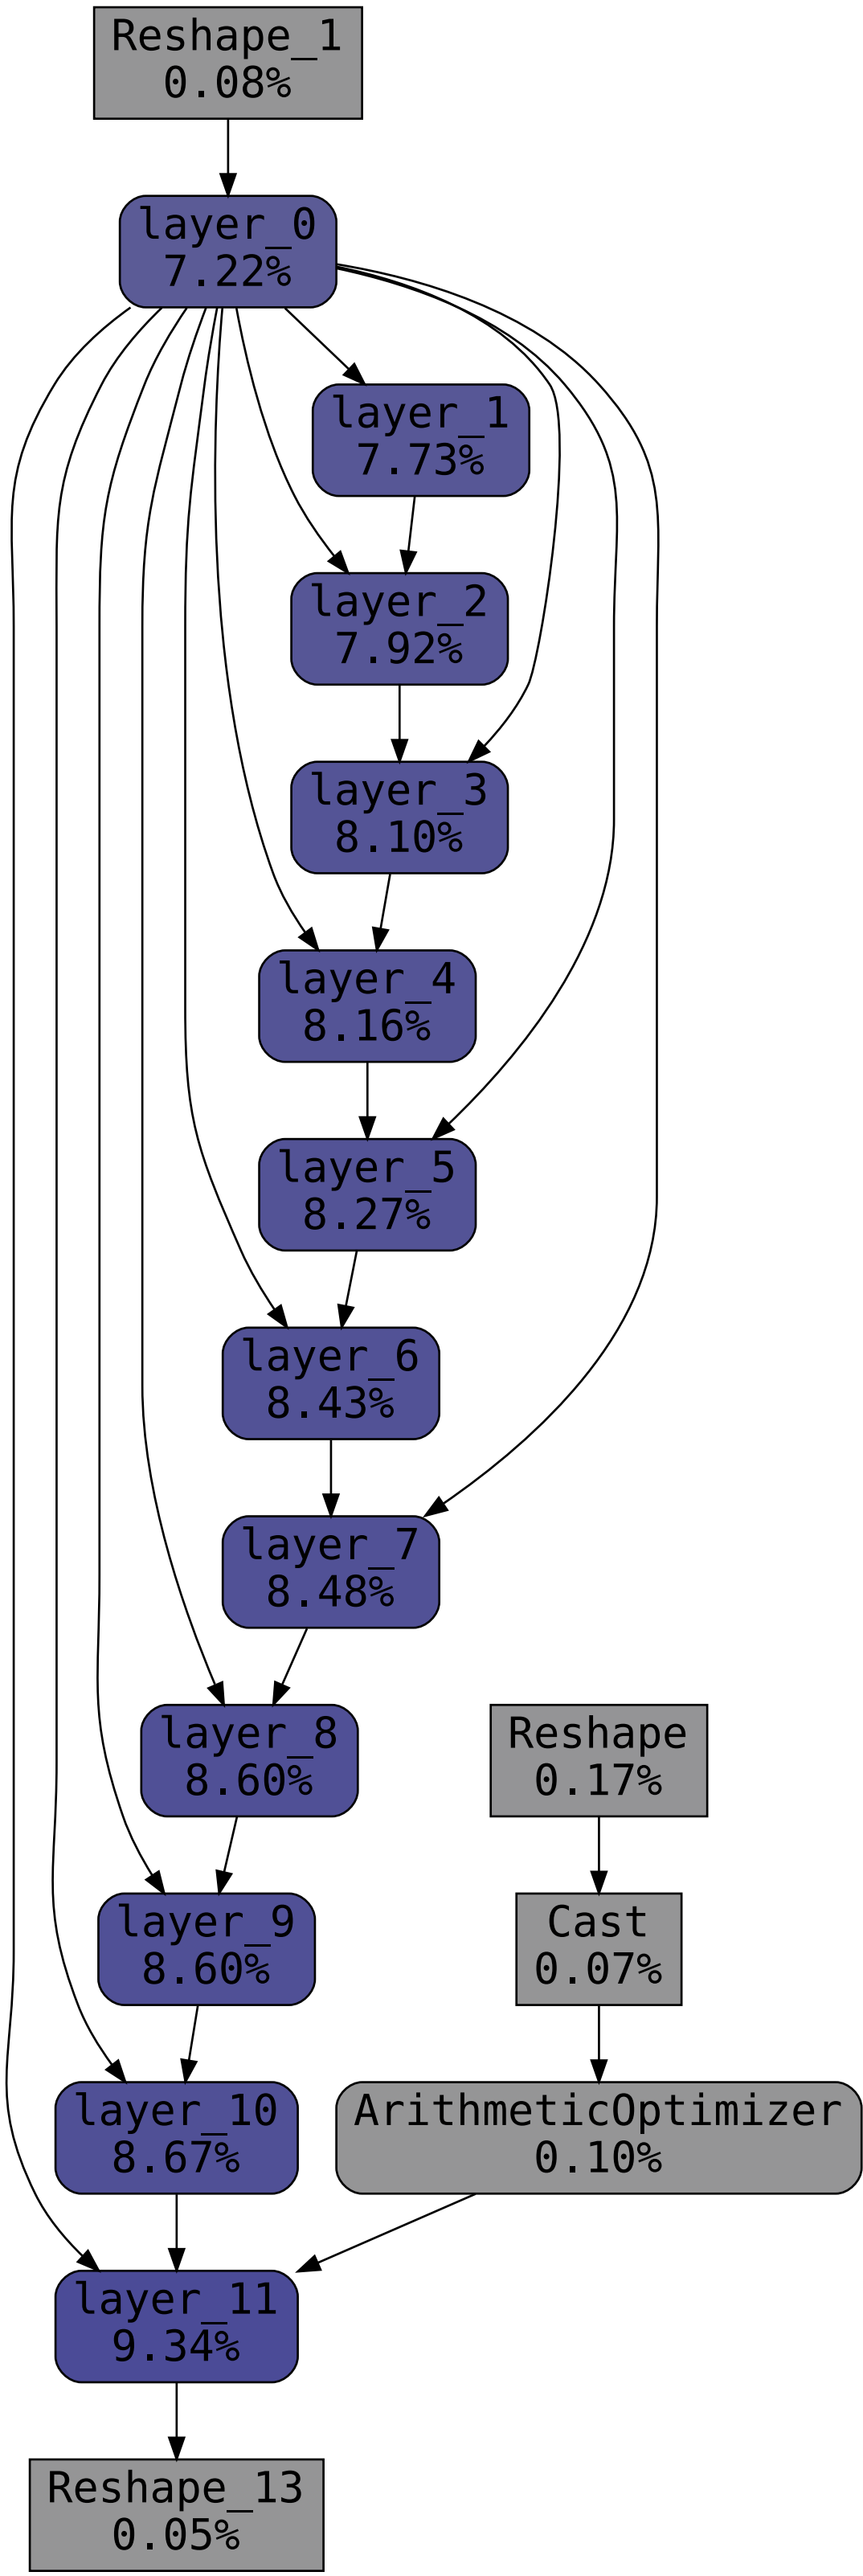 Reshape_1
0.08%
layer_0
7.22%
layer_1
7.73%
layer_2
7.92%
layer_3
8.10%
layer_4
8.16%
layer_5
8.27%
layer_6
8.43%
layer_7
8.48%
layer_8
8.60%
Reshape
0.17%
layer_9
8.60%
Cast
0.07%
layer_10
8.67%
ArithmeticOptimizer
0.10%
layer_11
9.34%
Reshape_13
0.05%